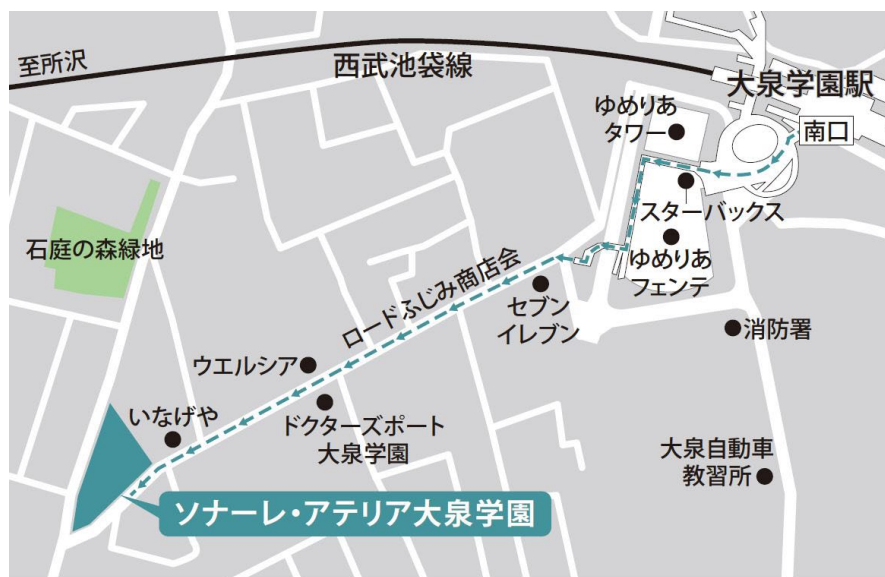 至所沢
西武池袋線
大泉学園駅
南口
ゆめりあ
タワー
スターバックス
ゆめりあ
フェンテ
石庭の森緑地
ロードふじみ商店会
セブン
イレブン
消防署
ウエルシア
いなげや
ドクターズポート
大泉学園
大泉自動車
教習所
ソナーレ・アテリア大泉学園